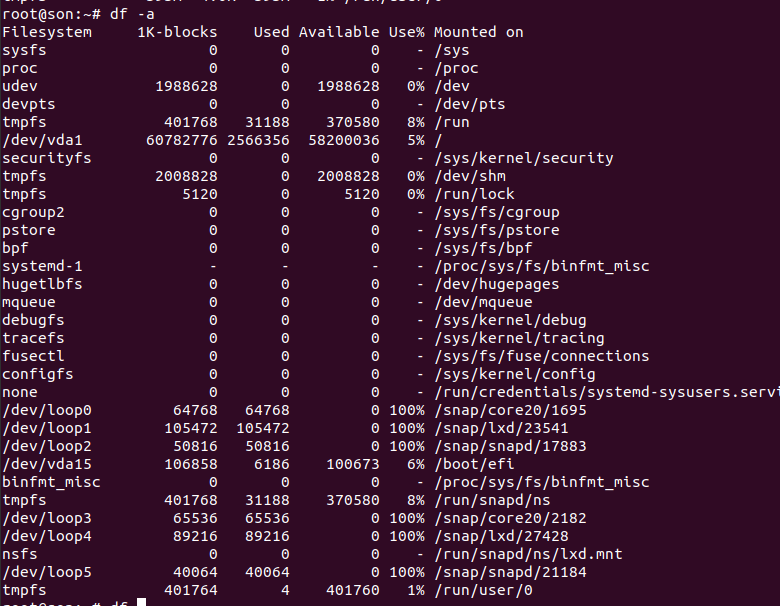 root@son:~# df -a
Filesystem     1K-blocks    Used Available Use% Mounted on
sysfs                  0       0         0    - /sys
proc                   0       0         0    - /proc
udev             1988628       0   1988628   0% /dev
devpts                 0       0         0    - /dev/pts
tmpfs             401768   31188    370580   8% /run
/dev/vda1       60782776 2566356  58200036   5% /
securityfs             0       0         0    - /sys/kernel/security
tmpfs            2008828       0   2008828   0% /dev/shm
tmpfs               5120       0      5120   0% /run/lock
cgroup2                0       0         0    - /sys/fs/cgroup
pstore                 0       0         0    - /sys/fs/pstore
bpf                    0       0         0    - /sys/fs/bpf
systemd-1              -       -         -    - /proc/sys/fs/binfmt_misc
hugetlbfs              0       0         0    - /dev/hugepages
mqueue                 0       0         0    - /dev/mqueue
debugfs                0       0         0    - /sys/kernel/debug
tracefs                0       0         0    - /sys/kernel/tracing
fusectl                0       0         0    - /sys/fs/fuse/connections
configfs               0       0         0    - /sys/kernel/config
none                   0       0         0    - /run/credentials/systemd-sysusers.servi
/dev/loop0         64768   64768         0 100% /snap/core20/1695
/dev/loop1        105472  105472         0 100% /snap/lxd/23541
/dev/loop2         50816   50816         0 100% /snap/snapd/17883
/dev/vda15        106858    6186    100673   6% /boot/efi
binfmt_misc            0       0         0    - /proc/sys/fs/binfmt_misc
tmpfs             401768   31188    370580   8% /run/snapd/ns
/dev/loop3         65536   65536         0 100% /snap/core20/2182
/dev/loop4         89216   89216         0 100% /snap/lxd/27428
nsfs                   0       0         0    - /run/snapd/ns/lxd.mnt
/dev/loop5         40064   40064         0 100% /snap/snapd/21184
tmpfs             401764       4    401760   1% /run/user/0
root@son:~# df